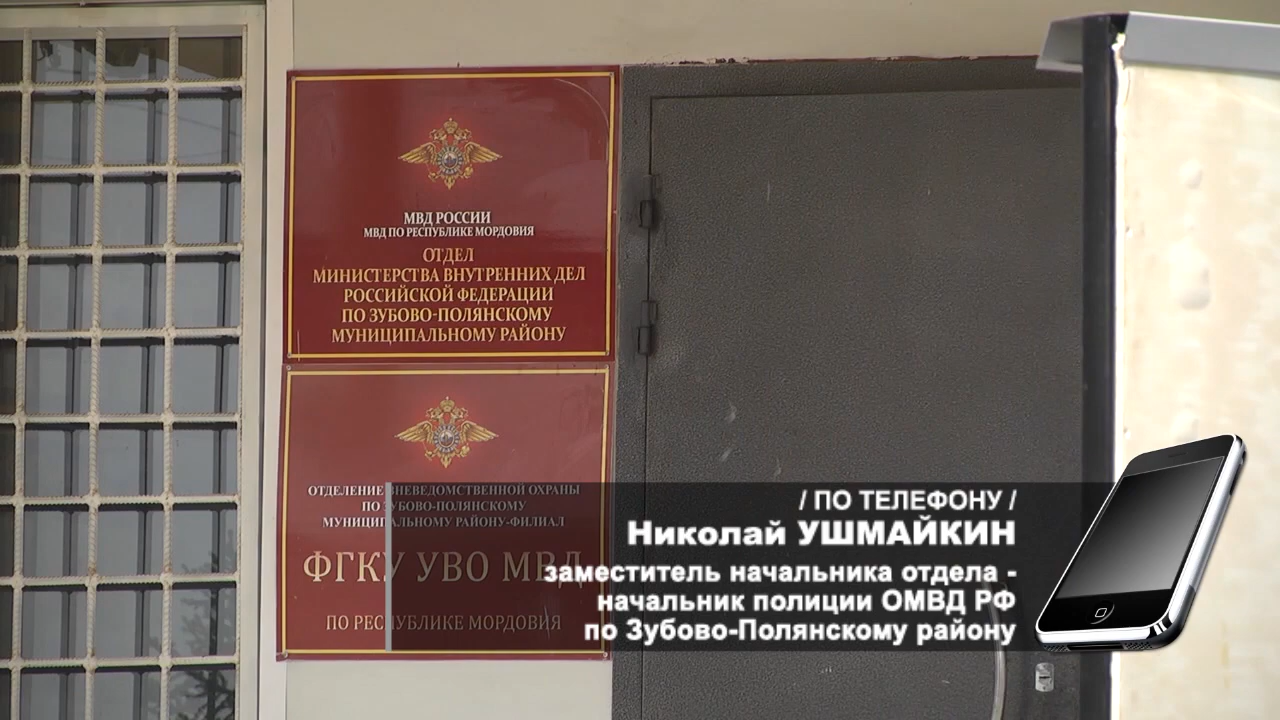 МВД РОССИИ
МВД ПО РЕСПУБЛИКЕ МОРДОВИЯ
ОТДЕЛ
МИНИСТЕРСТВА ВНУТРЕННИХ ДЕЛ
РОССИЙСКОЙ ФЕДЕРАЦИИ
ПО ЗУБОВО-ПОЛЯНСКОМУ
МУНИЦИПАЛЬНОМУ РАЙОНУ
ОТДЕЛЕНИЕ ВНЕВЕДОМСТВЕННОЙ ОХРАНЫ
ПО ЗУБОВО-ПОЛЯНСКОМУ
МУНИЦИПАЛЬНОМУ РАЙОНУ-ФИЛИАЛ
ФГКУ УВО МВД
ПО РЕСПУБЛИКЕ МОРДОВИЯ
/ ПО ТЕЛЕФОНУ /
Николай УШМАЙКИН
заместитель начальника отдела -
начальник полиции ОМВД РФ
по Зубово-Полянскому району